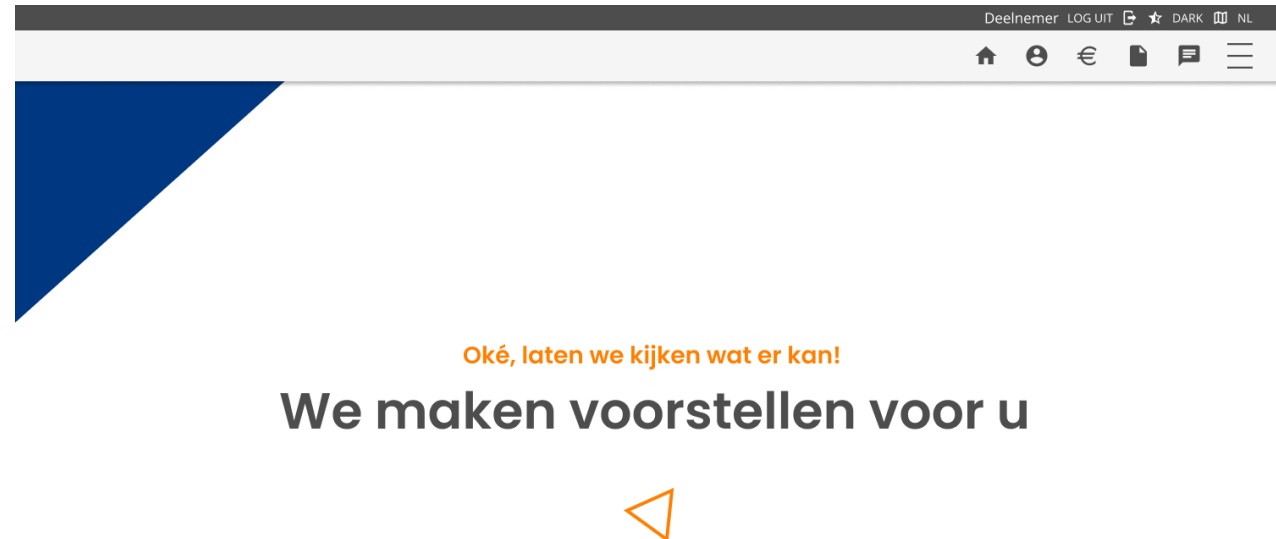 Deelnemer LOG UIT DARK NL
Oké, laten we kijken wat er kan!
We maken voorstellen voor u